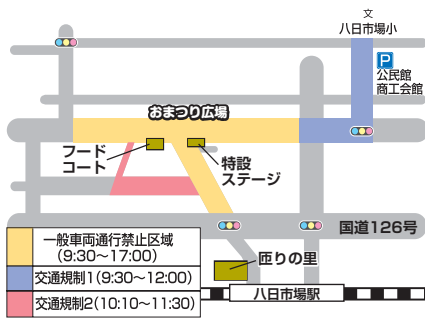 文
八日市場小
P
公民館
商工会館
おまつり広場
フード
コート
特設
ステージ
国道126号
匝りの里
八日市場駅
一般車両通行禁止区域
(9:30〜17:00)
交通規制1(9:30〜12:00)
交通規制2(10:10〜11:30)